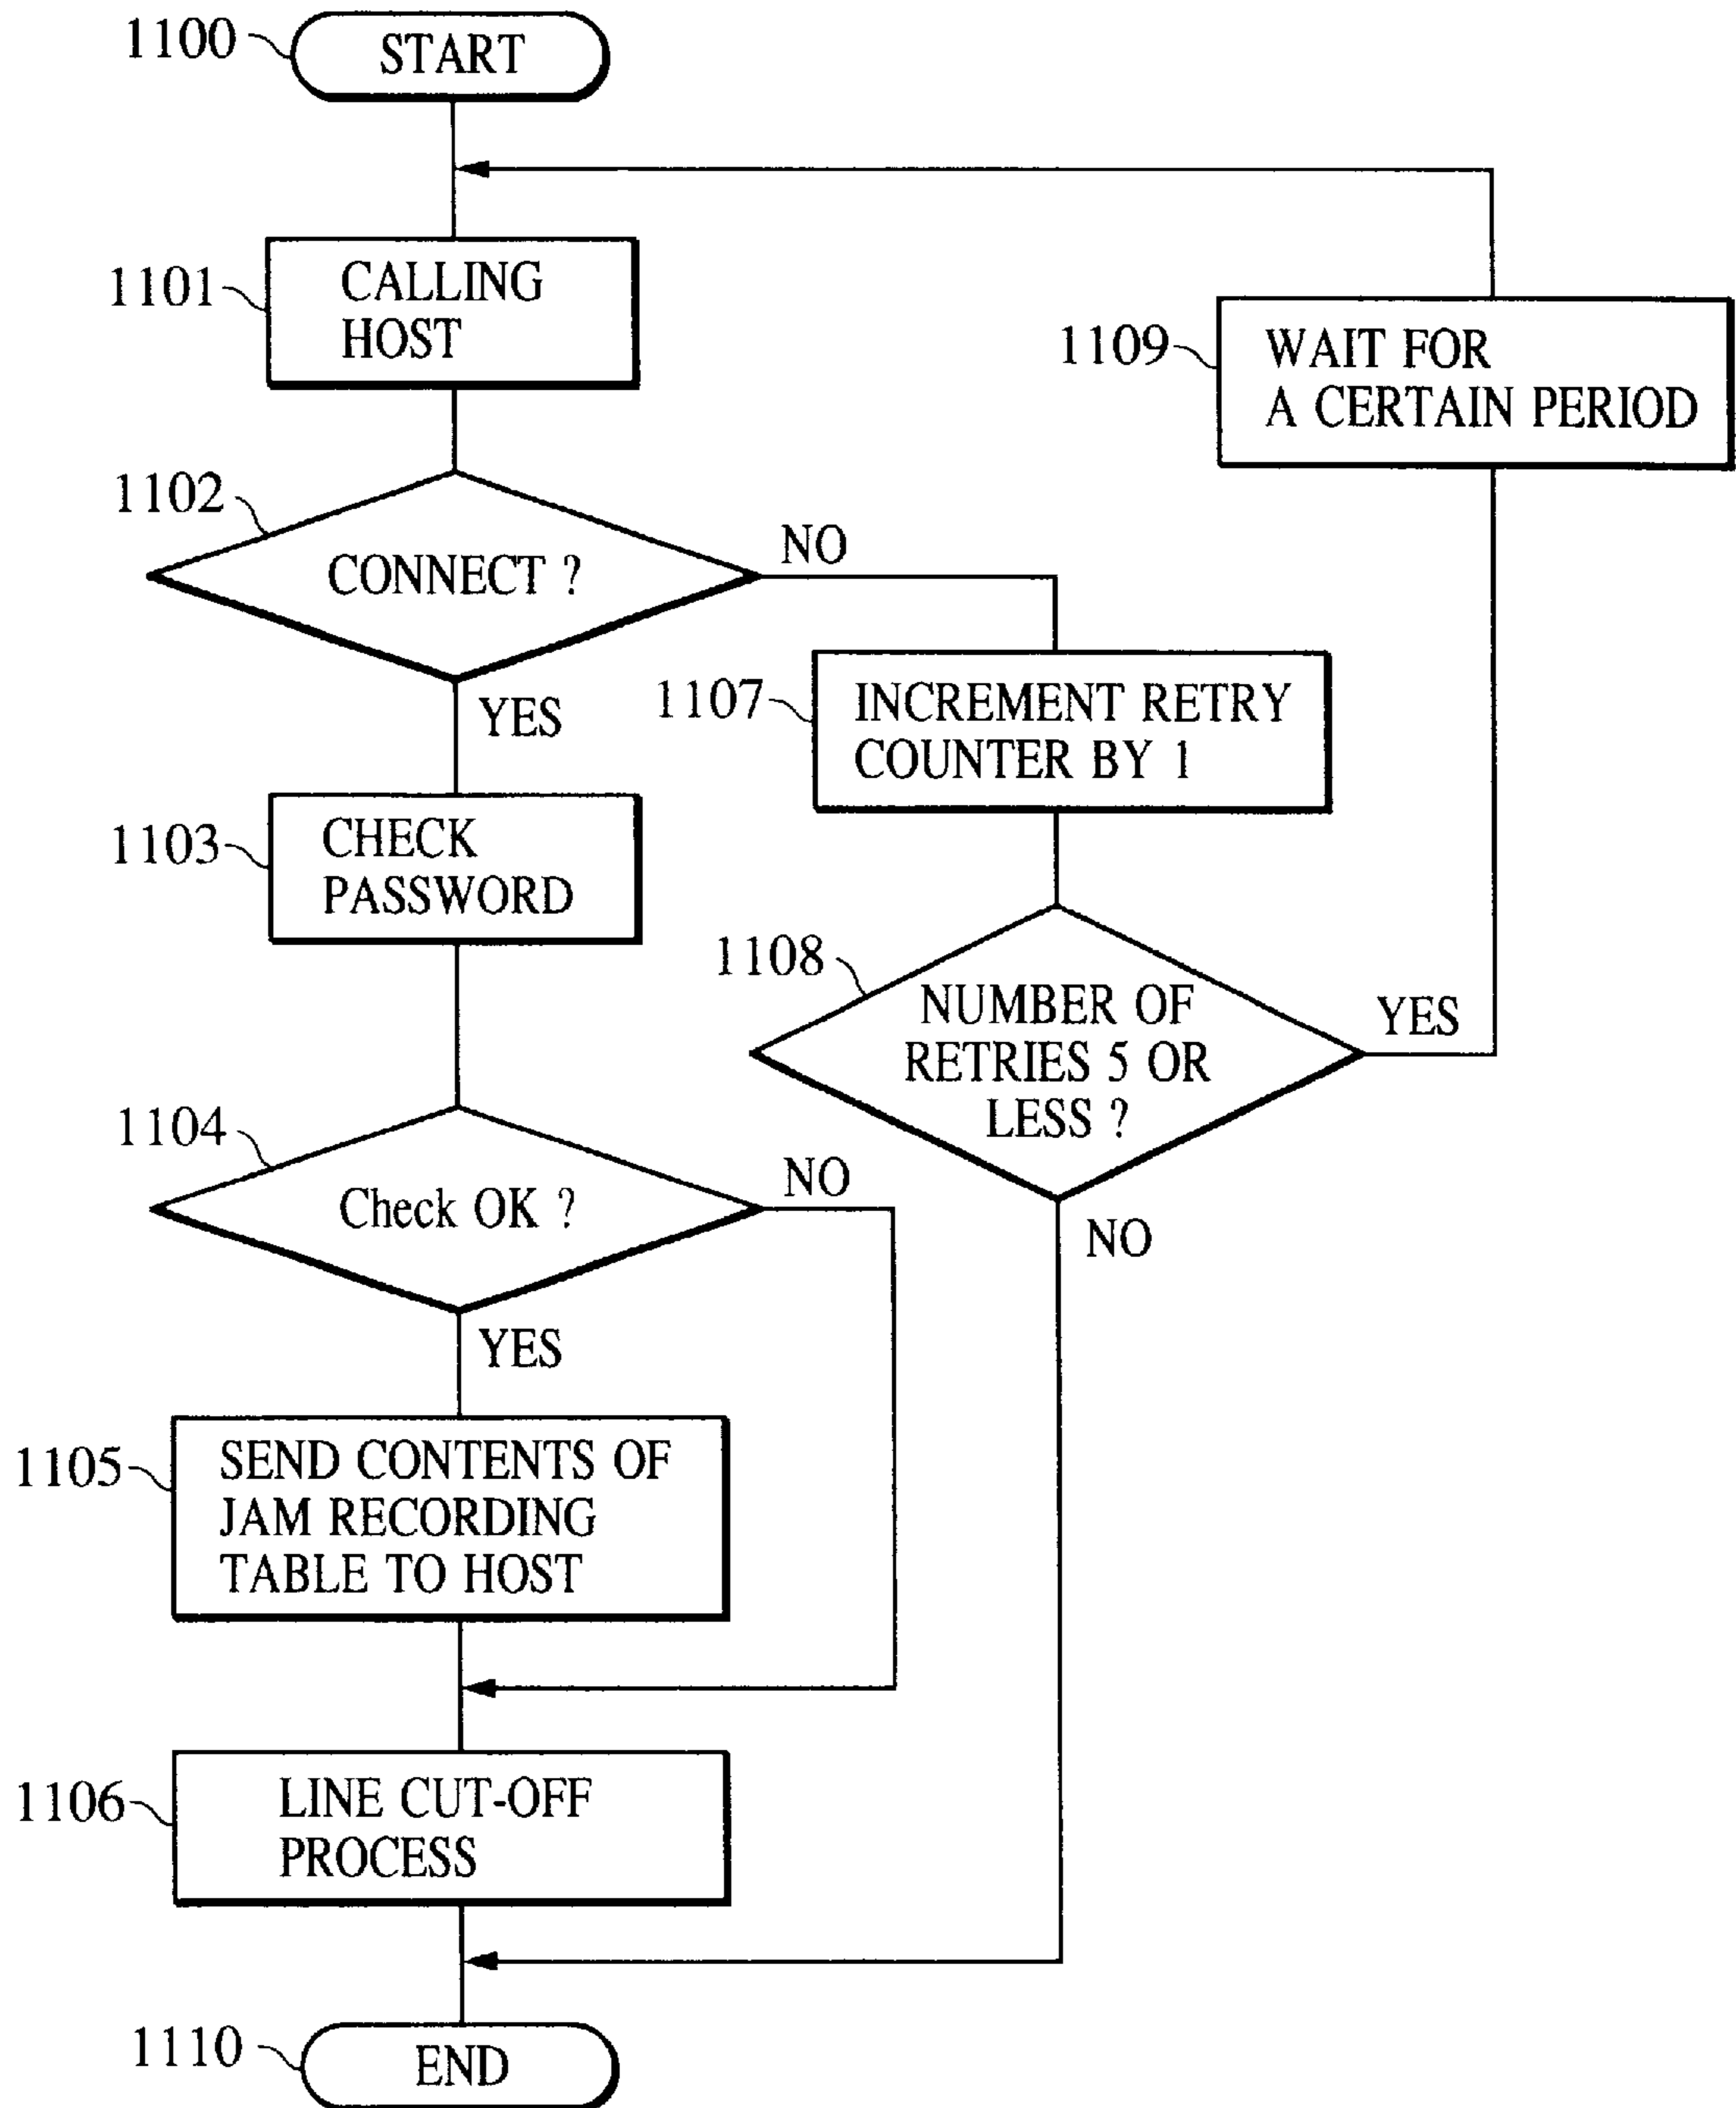 1100
START
1101
CALLING
HOST
1109
WAIT FOR
A CERTAIN PERIOD
1102
CONNECT ?
NO
YES
1107
INCREMENT RETRY
COUNTER BY 1
1103
CHECK
PASSWORD
1108
NUMBER OF
RETRIES 5 OR
LESS ?
YES
NO
1104
Check OK ?
NO
YES
1105
SEND CONTENTS OF
JAM RECORDING
TABLE TO HOST
1106
LINE CUT-OFF
PROCESS
1110
END